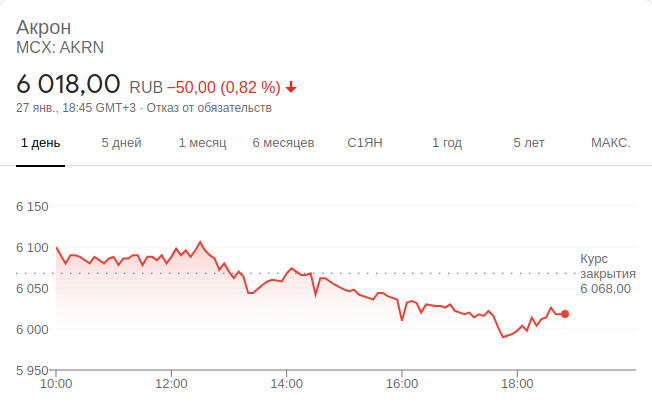 Акрон
MCX: AKRN
6 018,00 RUB −50,00 (0,82 %)
27 янв., 18:45 GMT+3 · Отказ от обязательств
1 день 5 дней 1 месяц 6 месяцев С1ЯН 1 год 5 лет МАКС.
6 150
6 100
Курс
закрытия
6 068,00
6 050
6 000
5 950
10:00 12:00 14:00 16:00 18:00